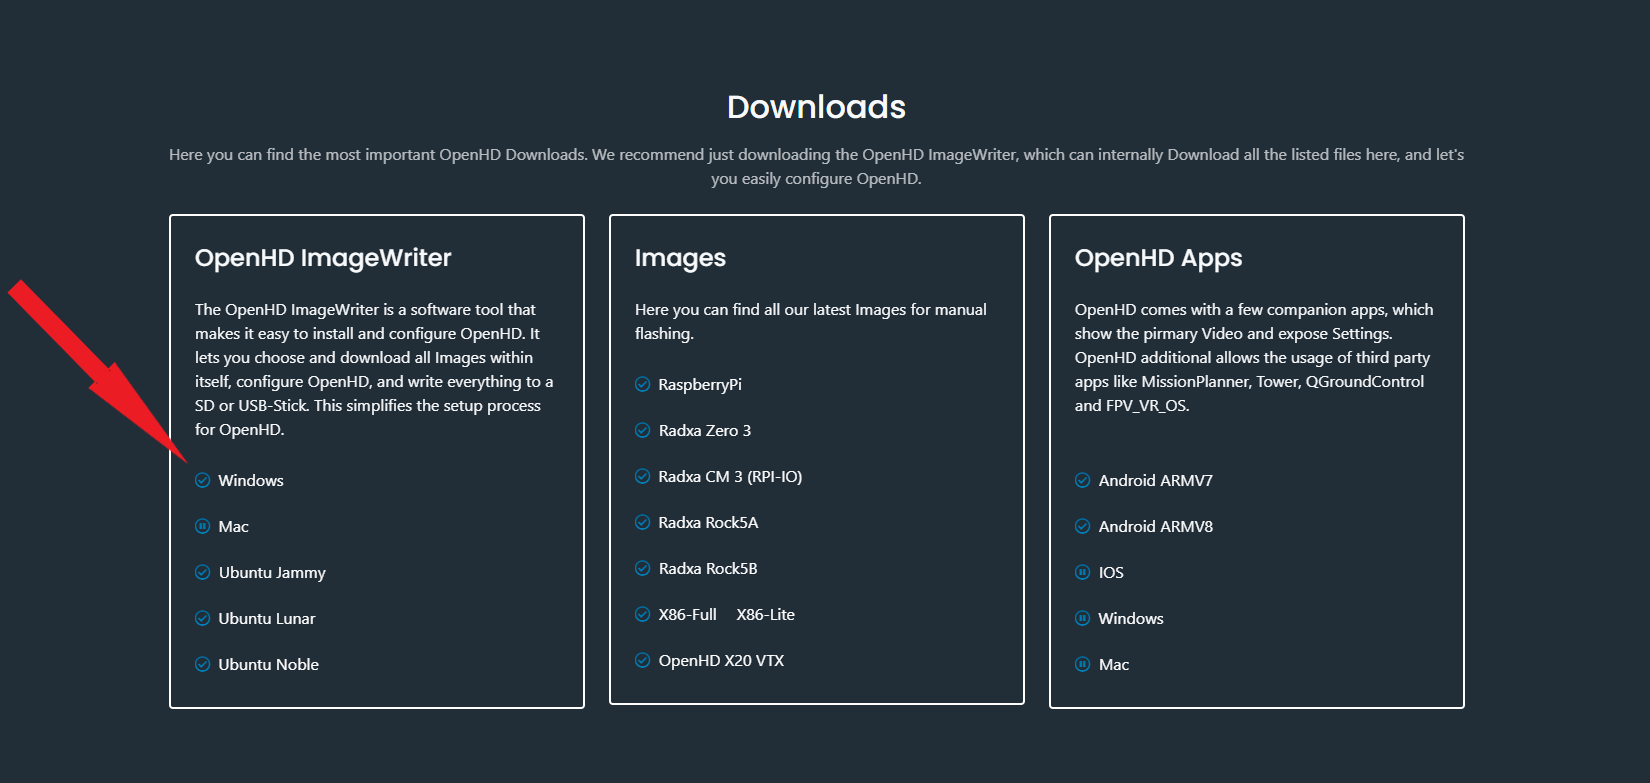 Downloads
Here you can find the most important OpenHD Downloads. We recommend just downloading the OpenHD ImageWriter, which can internally Download all the listed files here, and let's
you easily configure OpenHD.
OpenHD ImageWriter
The OpenHD ImageWriter is a software tool that
makes it easy to install and configure OpenHD. It
lets you choose and download all Images within
itself, configure OpenHD, and write everything to a
SD or USB-Stick. This simplifies the setup process
for OpenHD.
Windows
Mac
Ubuntu Jammy
Ubuntu Lunar
Ubuntu Noble
Images
Here you can find all our latest Images for manual
flashing.
RaspberryPi
Radxa Zero 3
Radxa CM 3 (RPI-IO)
Radxa Rock5A
Radxa Rock5B
X86-Full X86-Lite
OpenHD X20 VTX
OpenHD Apps
OpenHD comes with a few companion apps, which
show the pirmary Video and expose Settings.
OpenHD additional allows the usage of third party
apps like MissionPlanner, Tower, QGroundControl
and FPV_VR_OS.
Android ARMV7
Android ARMV8
IOS
Windows
Mac